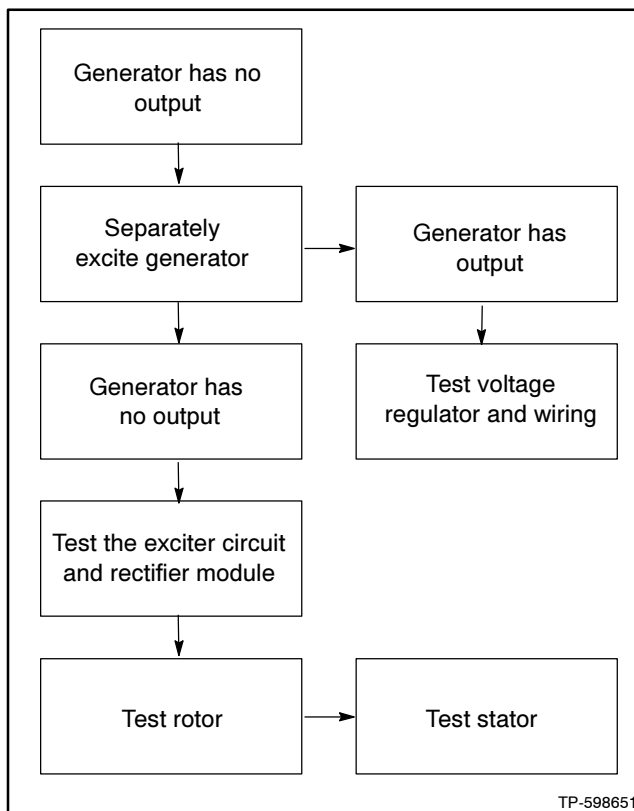 Generator has no
output
Separately
excite generator
Generator has
output
Generator has
no output
Test voltage
regulator and wiring
Test the exciter circuit
and rectifier module
Test rotor
Test stator
TP-598651